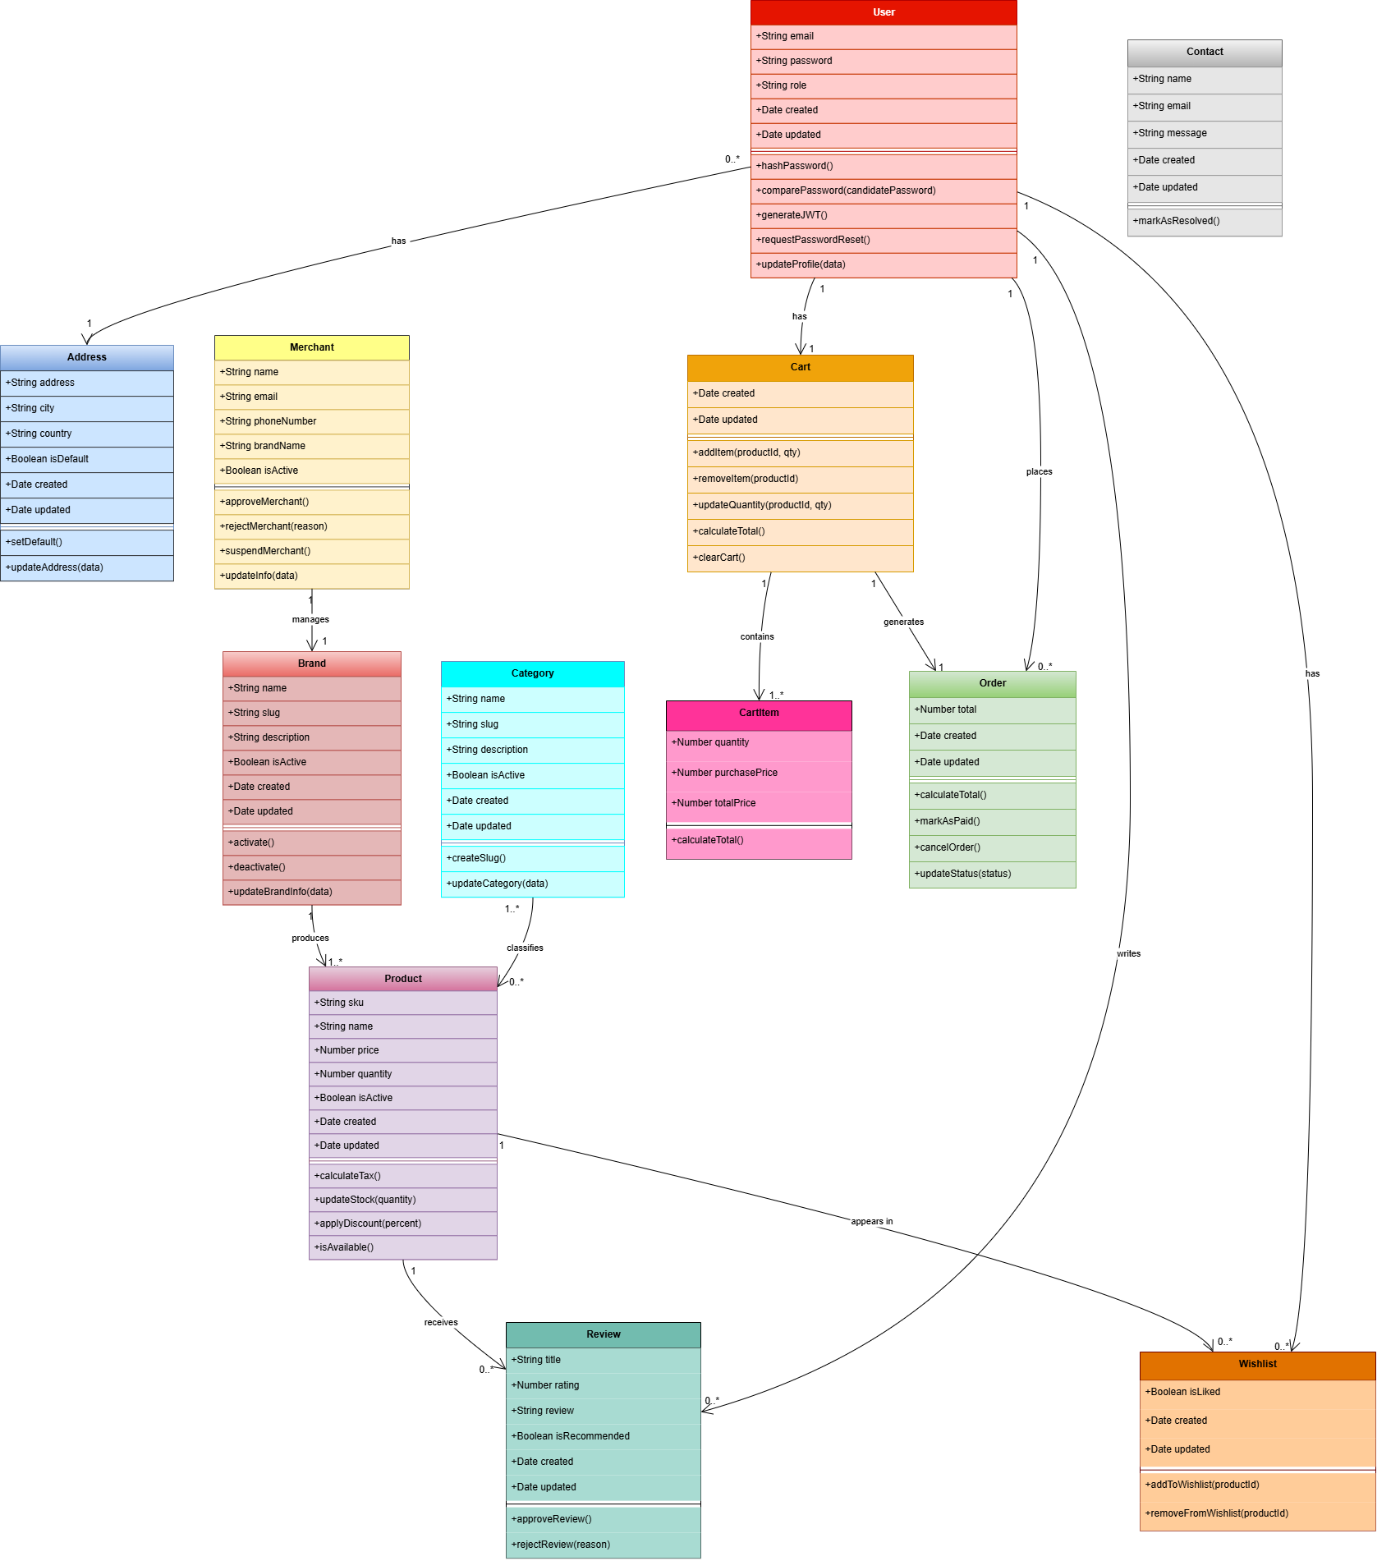 User
+String email
+String password
+String role
+Date created
+Date updated
+hashPassword()
+comparePassword(candidatePassword)
+generateJWT()
+requestPasswordReset()
+updateProfile(data)
Contact
+String name
+String email
+String message
+Date created
+Date updated
+markAsResolved()
0..*
has
1
1
1
1
1
has
1
places
0..*
has
0..*
writes
0..*
Address
+String address
+String city
+String country
+Boolean isDefault
+Date created
+Date updated
+setDefault()
+updateAddress(data)
Merchant
+String name
+String email
+String phoneNumber
+String brandName
+Boolean isActive
+approveMerchant()
+rejectMerchant(reason)
+suspendMerchant()
+updateInfo(data)
1
manages
1
Cart
+Date created
+Date updated
+addItem(productId, qty)
+removeItem(productId)
+updateQuantity(productId, qty)
+calculateTotal()
+clearCart()
1
contains
1..*
1
generates
1
Brand
+String name
+String slug
+String description
+Boolean isActive
+Date created
+Date updated
+activate()
+deactivate()
+updateBrandInfo(data)
1
produces
1..*
Category
+String name
+String slug
+String description
+Boolean isActive
+Date created
+Date updated
+createSlug()
+updateCategory(data)
1..*
classifies
0..*
CartItem
+Number quantity
+Number purchasePrice
+Number totalPrice
+calculateTotal()
Order
+Number total
+Date created
+Date updated
+calculateTotal()
+markAsPaid()
+cancelOrder()
+updateStatus(status)
Product
+String sku
+String name
+Number price
+Number quantity
+Boolean isActive
+Date created
+Date updated
+calculateTax()
+updateStock(quantity)
+applyDiscount(percent)
+isAvailable()
1
appears in
0..*
1
receives
0..*
Review
+String title
+Number rating
+String review
+Boolean isRecommended
+Date created
+Date updated
+approveReview()
+rejectReview(reason)
Wishlist
+Boolean isLiked
+Date created
+Date updated
+addToWishlist(productId)
+removeFromWishlist(productId)